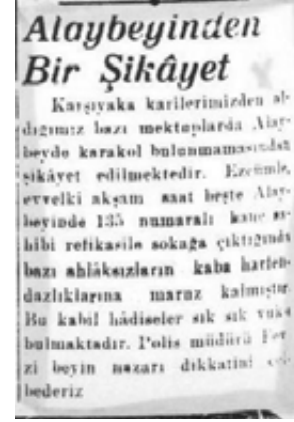 Alaybeyinden
Bir Şikâyet
Karşıyaka karilerimizden al-
dığımız bazı mektuplarda Alay-
beyde karakol bulunmamasından
şikâyet edilmektedir. Ezcümle,
evvelki akşam saat beşte Alay-
beyinde 135 numaralı hane sa-
hibi refikasile sokağa çıktığında
bazı ahlâksızların kaba harfen-
dazlıklarına maruz kalmıştır.
Bu kabil hâdiseler sık sık vuku
bulmaktadır. Polis müdürü Fev-
zi beyin nazarı dikkatini cel-
bederiz